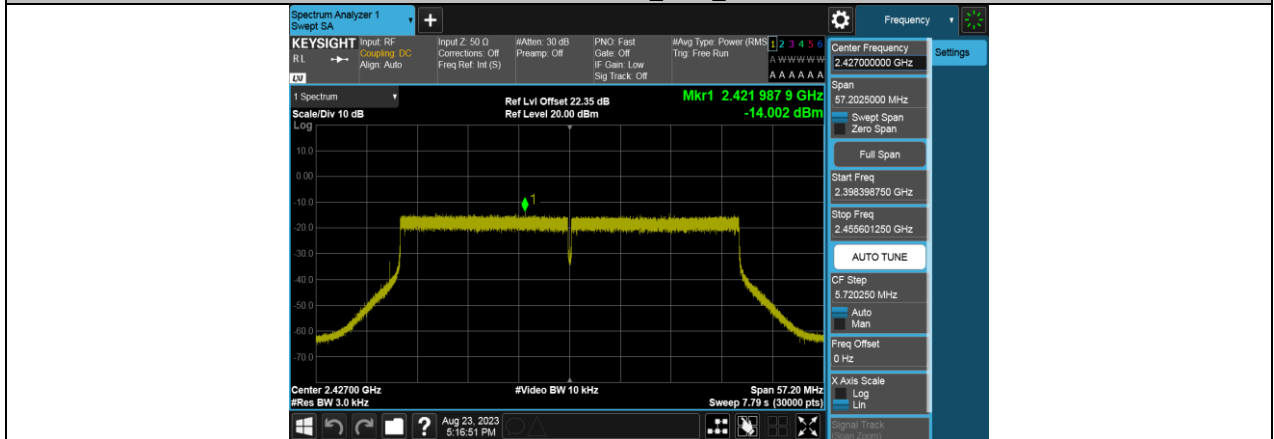 Spectrum Analyzer 1
Swept SA
+
Frequency
KEYSIGHT
Input: RF
Coupling: DC
Align: Auto
Input Z: 50 Ω
Corrections: Off
Freq Ref: Int (S)
#Atten: 30 dB
Preamp: Off
PNO: Fast
Gate: Off
IF Gain: Low
Sig Track: Off
#Avg Type: Power (RMS
Trig: Free Run
1 2 3 4 5 6
A W W W W W
A A A A A A
RL
LXI
1 Spectrum
Scale/Div 10 dB
Log
Ref Lvl Offset 22.35 dB
Ref Level 20.00 dBm
Mkr1 2.421 987 9 GHz
-14.002 dBm
10.0
0.00
-10.0
-20.0
-30.0
-40.0
-50.0
-60.0
-70.0
1
Center 2.42700 GHz
#Res BW 3.0 kHz
#Video BW 10 kHz
Span 57.20 MHz
Sweep 7.79 s (30000 pts)
Settings
Center Frequency
2.427000000 GHz
Span
57.2025000 MHz
Swept Span
Zero Span
Full Span
Start Freq
2.398398750 GHz
Stop Freq
2.455601250 GHz
AUTO TUNE
CF Step
5.720250 MHz
Auto
Man
Freq Offset
0 Hz
X Axis Scale
Log
Lin
Signal Track
(Span Zoom)
?
Aug 23, 2023
5:16:51 PM